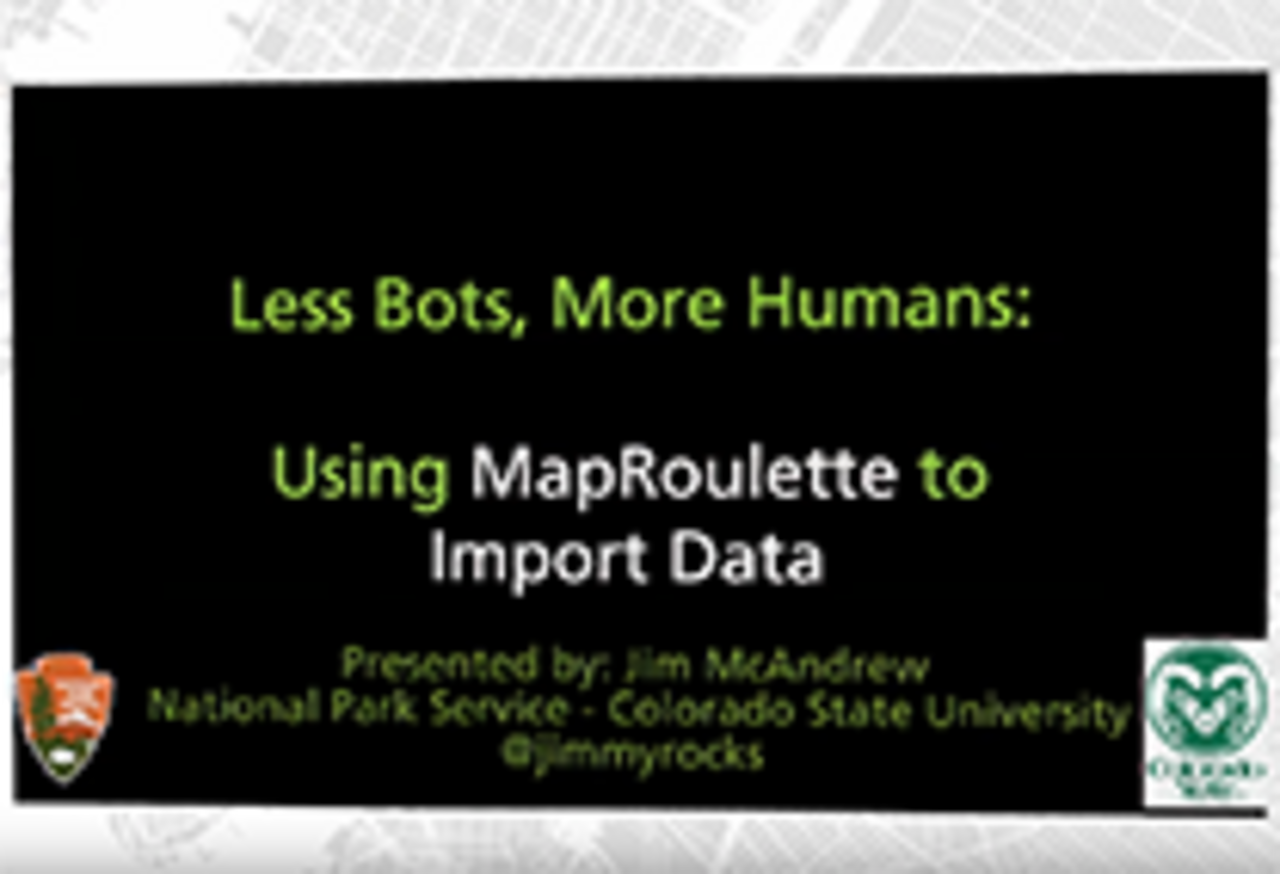 Less Bots, More Humans:
Using MapRoulette to
Import Data
Presented by: Jim McAndrew
National Park Service - Colorado State University
@jimmyrocks